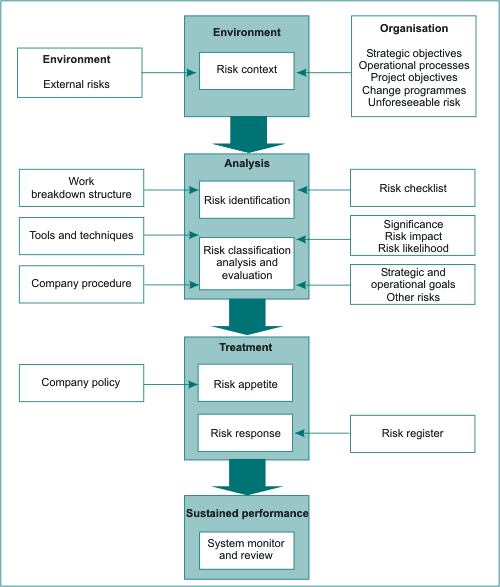 Environment
Risk context
Environment
External risks
Organisation
Strategic objectives
Operational processes
Project objectives
Change programmes
Unforeseeable risk
Analysis
Work
breakdown structure
Risk identification
Risk checklist
Tools and techniques
Risk classification
analysis and
evaluation
Significance
Risk impact
Risk likelihood
Company procedure
Strategic and
operational goals
Other risks
Treatment
Company policy
Risk appetite
Risk response
Risk register
Sustained performance
System monitor
and review